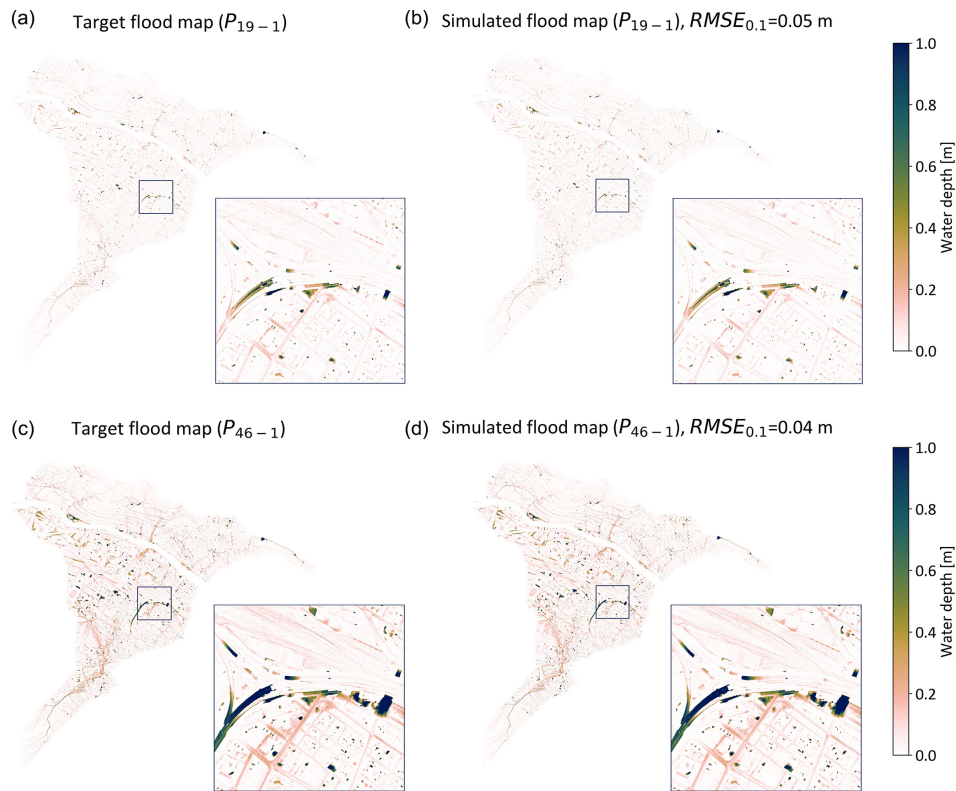 (a) Target flood map (P19−1)
(b) Simulated flood map (P19−1), RMSE0.1=0.05 m
1.0
0.8
0.6
0.4
0.2
0.0
Water depth [m]
(c) Target flood map (P46−1)
(d) Simulated flood map (P46−1), RMSE0.1=0.04 m
1.0
0.8
0.6
0.4
0.2
0.0
Water depth [m]